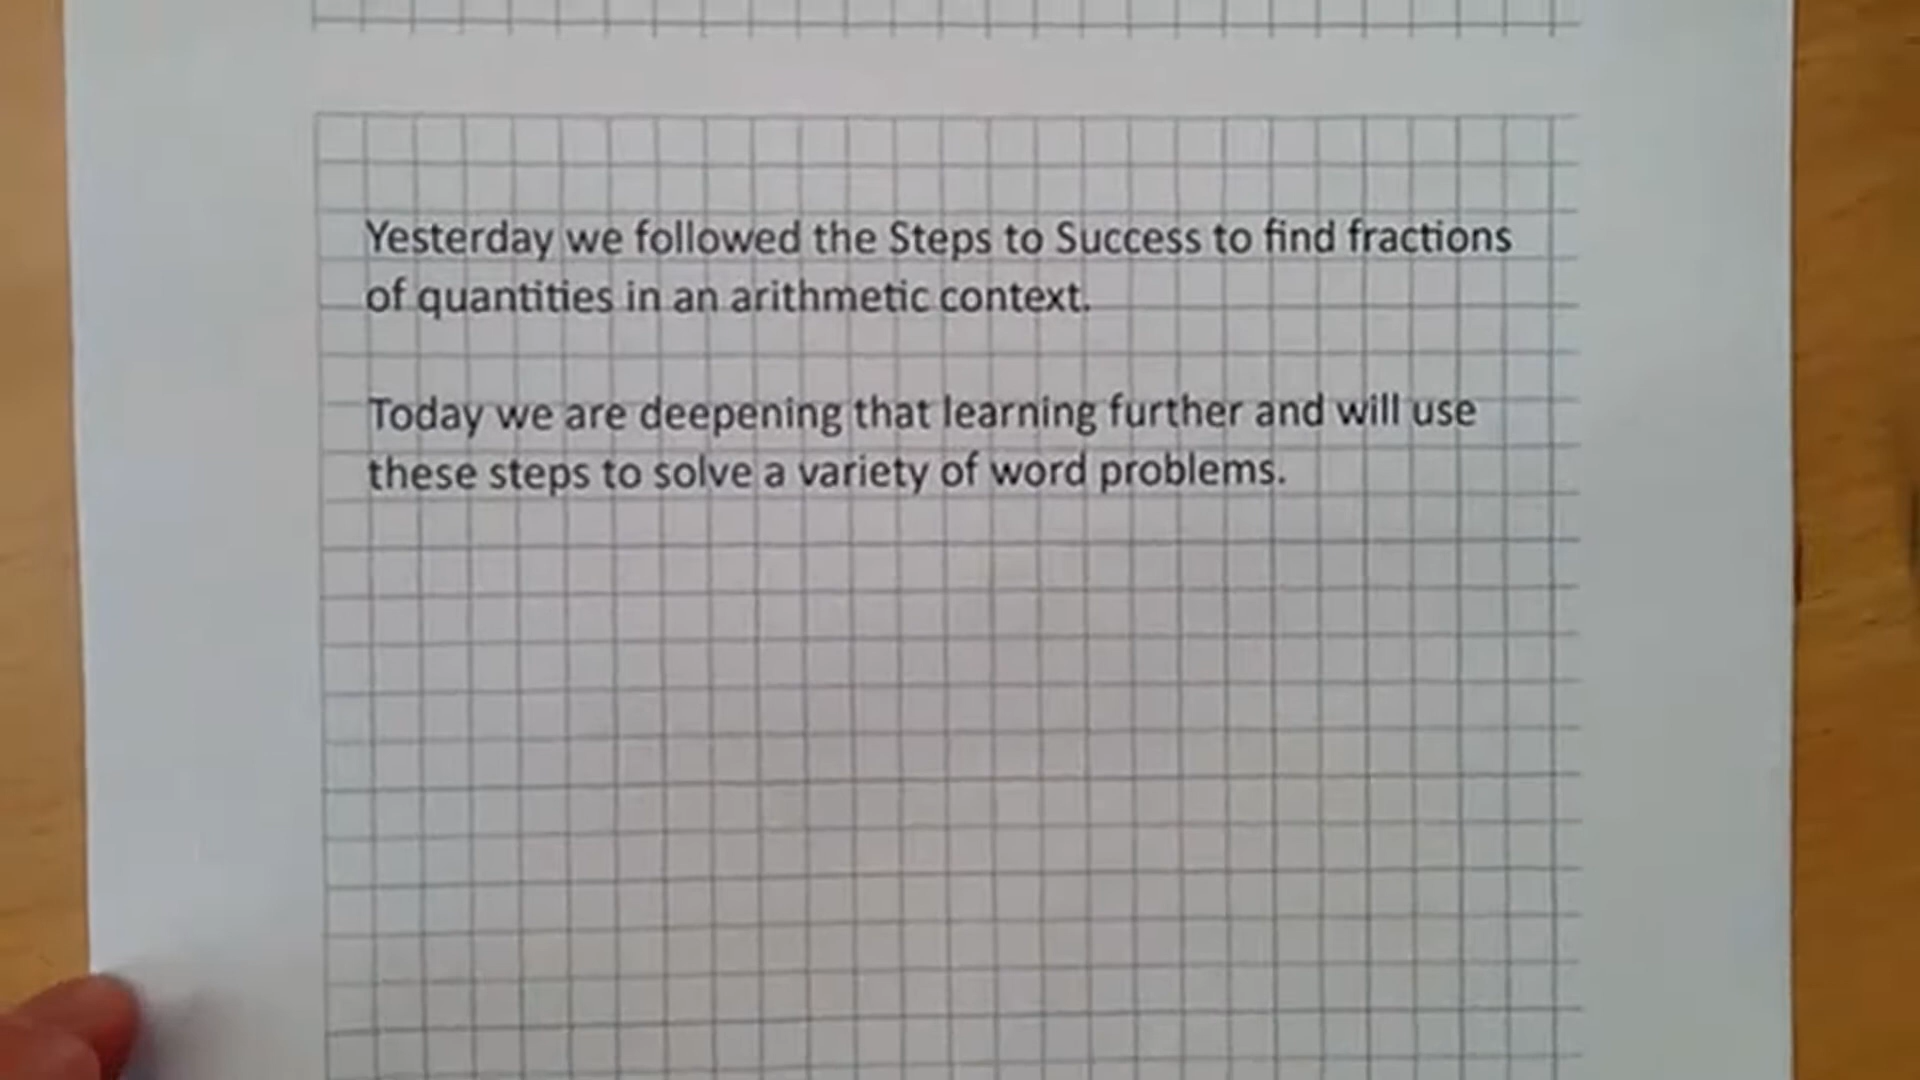 Yesterday we followed the Steps to Success to find fractions
of quantities in an arithmetic context.
Today we are deepening that learning further and will use
these steps to solve a variety of word problems.